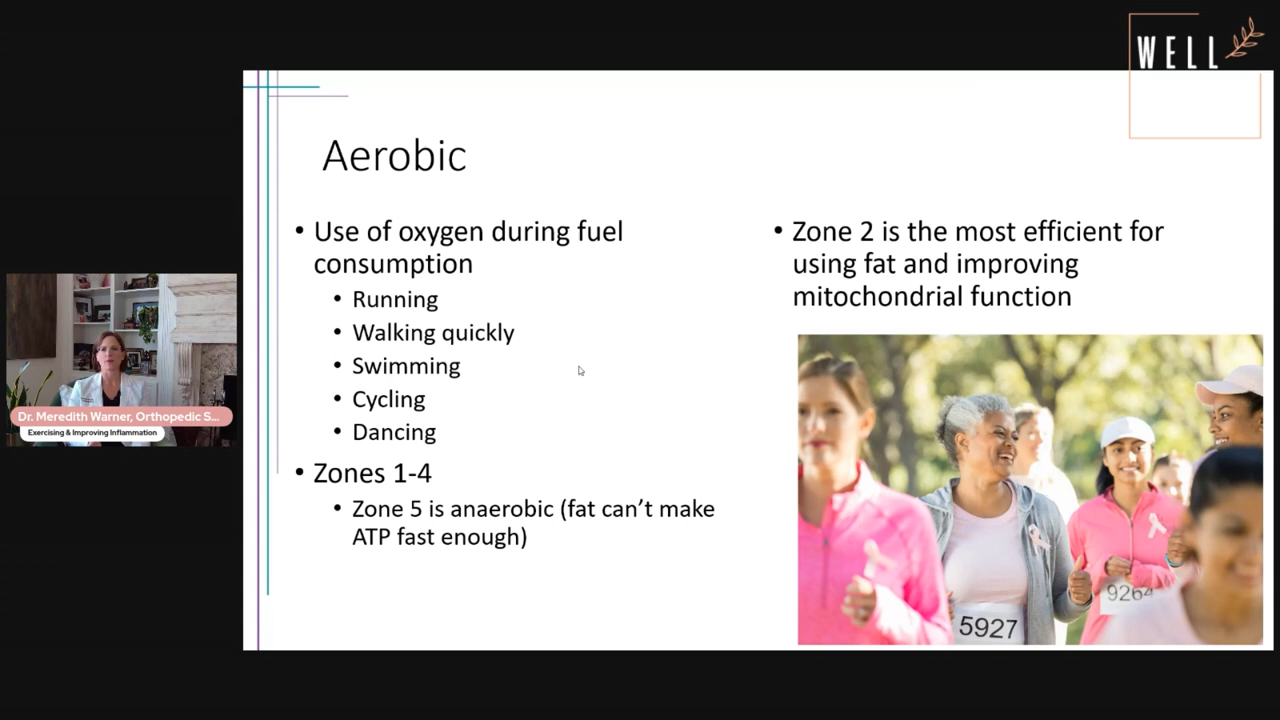 WELL
Aerobic
• Use of oxygen during fuel
consumption
• Running
• Walking quickly
• Swimming
• Cycling
• Dancing
• Zones 1-4
• Zone 5 is anaerobic (fat can’t make
ATP fast enough)
• Zone 2 is the most efficient for
using fat and improving
mitochondrial function
5927
9264
Dr. Meredith Warner, Orthopedic S...
Exercising & Improving Inflammation